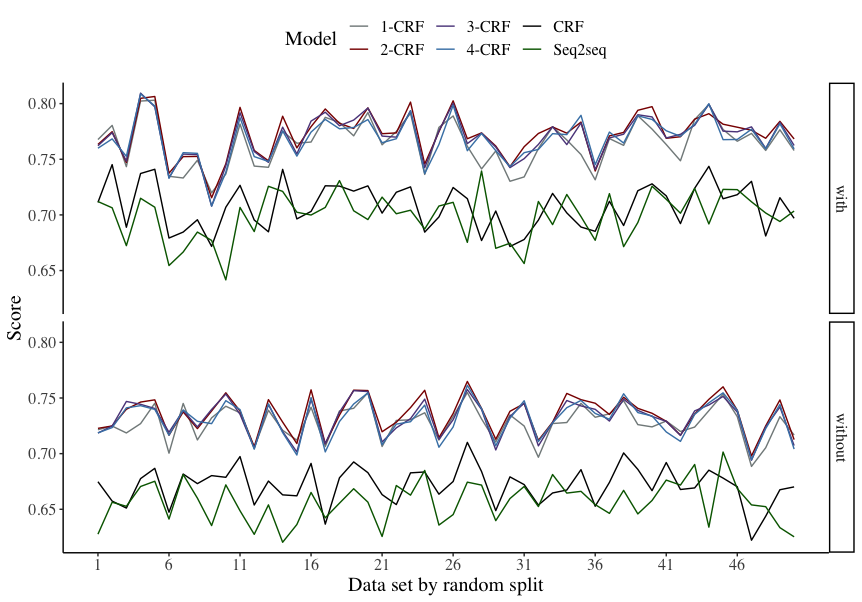 Model
1-CRF 3-CRF CRF
2-CRF 4-CRF Seq2seq
0.80
0.75
0.70
0.65
with
Score
0.80
0.75
0.70
0.65
without
1 6 11 16 21 26 31 36 41 46
Data set by random split